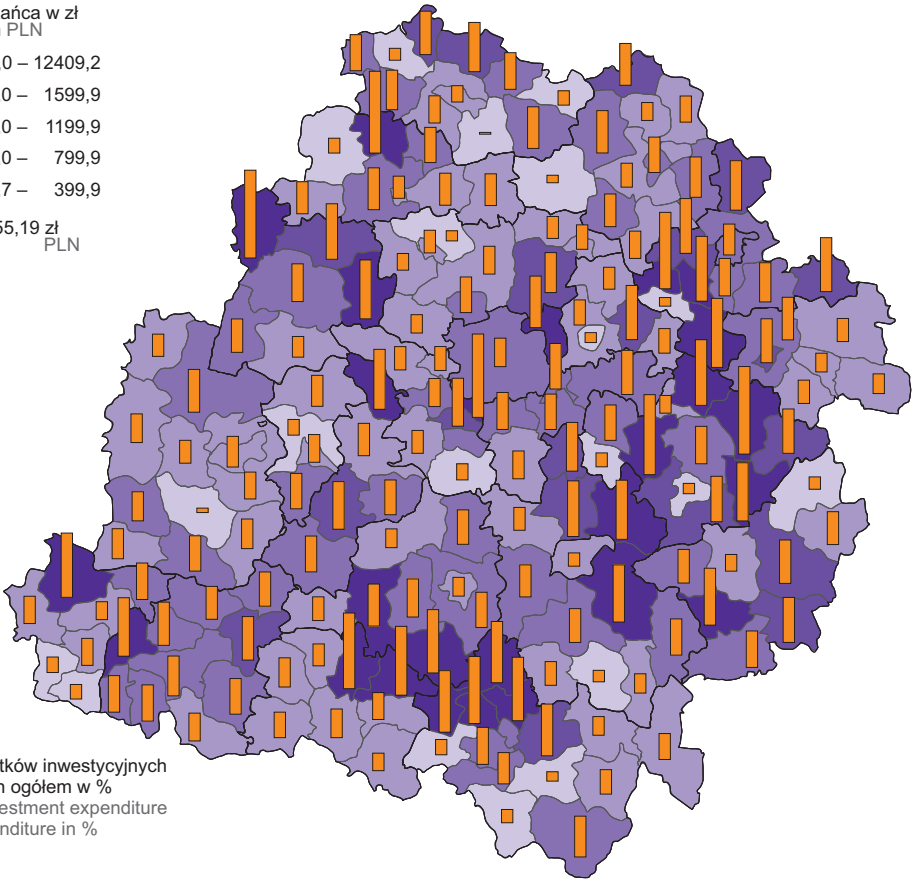 ańca w zł
PLN
,0 – 12409,2
,0 – 1599,9
,0 – 1199,9
,0 – 799,9
,7 – 399,9
55,19 zł
PLN
tków inwestycyjnych
h ogółem w %
estment expenditure
nditure in %